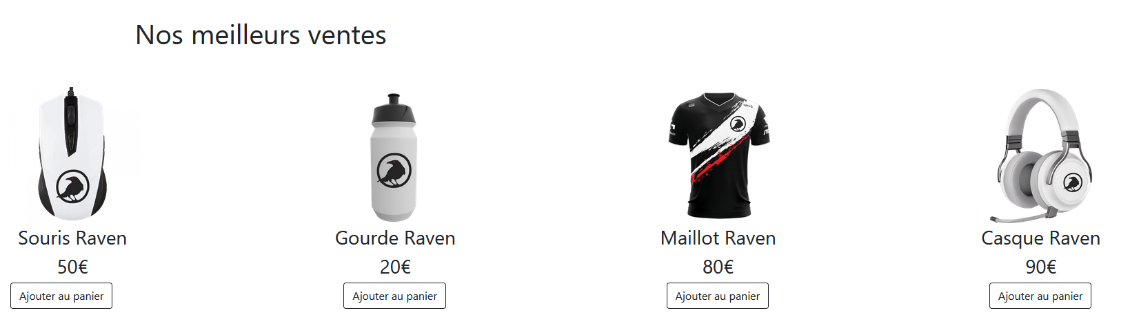 Nos meilleurs ventes
Souris Raven
Gourde Raven
Maillot Raven
Casque Raven
50€
20€
80€
90€
Ajouter au panier
Ajouter au panier
Ajouter au panier
Ajouter au panier